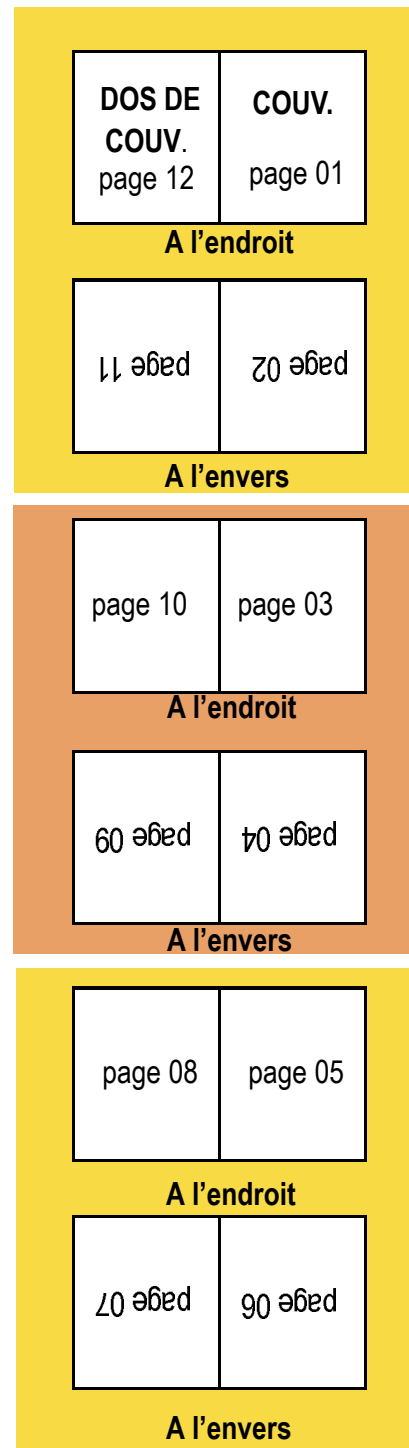 DOS DE
COUV.
page 12
COUV.
page 01
A l'endroit
page 11
page 02
A l'envers
page 10
page 03
A l'endroit
page 09
page 04
A l'envers
page 08
page 05
A l'endroit
page 07
page 06
A l'envers